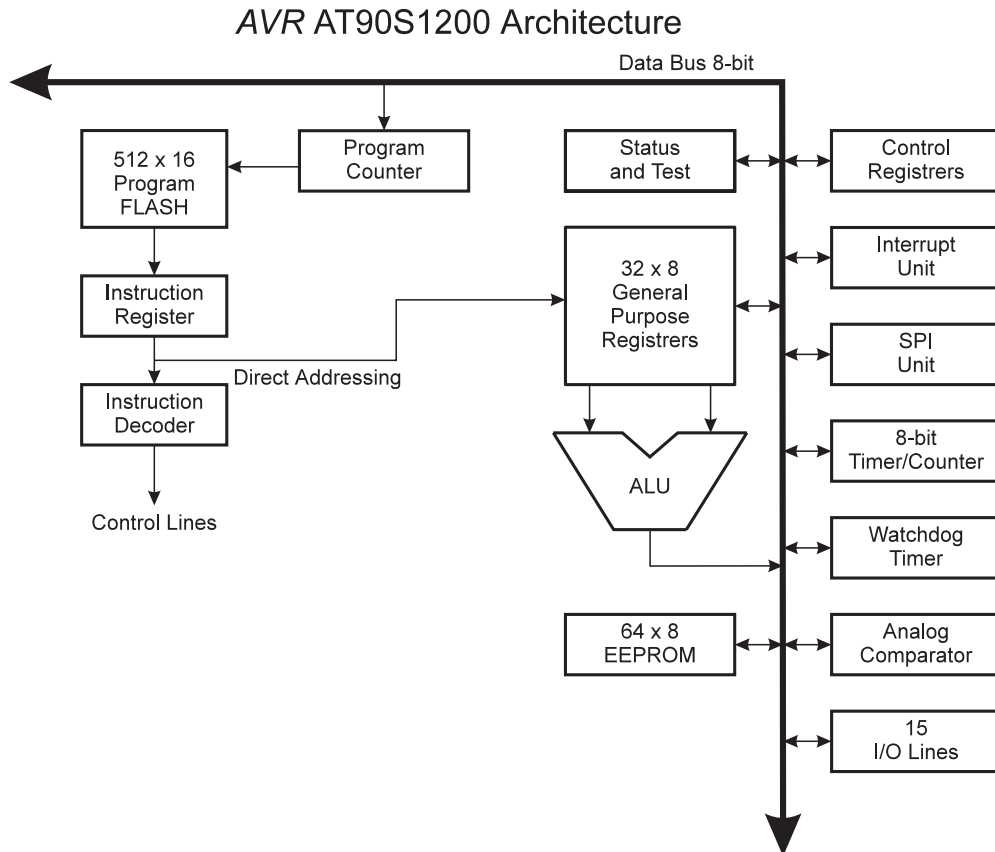 AVR AT90S1200 Architecture
Data Bus 8-bit
512 x 16
Program
FLASH
Program
Counter
Status
and Test
Control
Registrers
Instruction
Register
32 x 8
General
Purpose
Registrers
Interrupt
Unit
Direct Addressing
SPI
Unit
Instruction
Decoder
8-bit
Timer/Counter
ALU
Control Lines
Watchdog
Timer
64 x 8
EEPROM
Analog
Comparator
15
I/O Lines